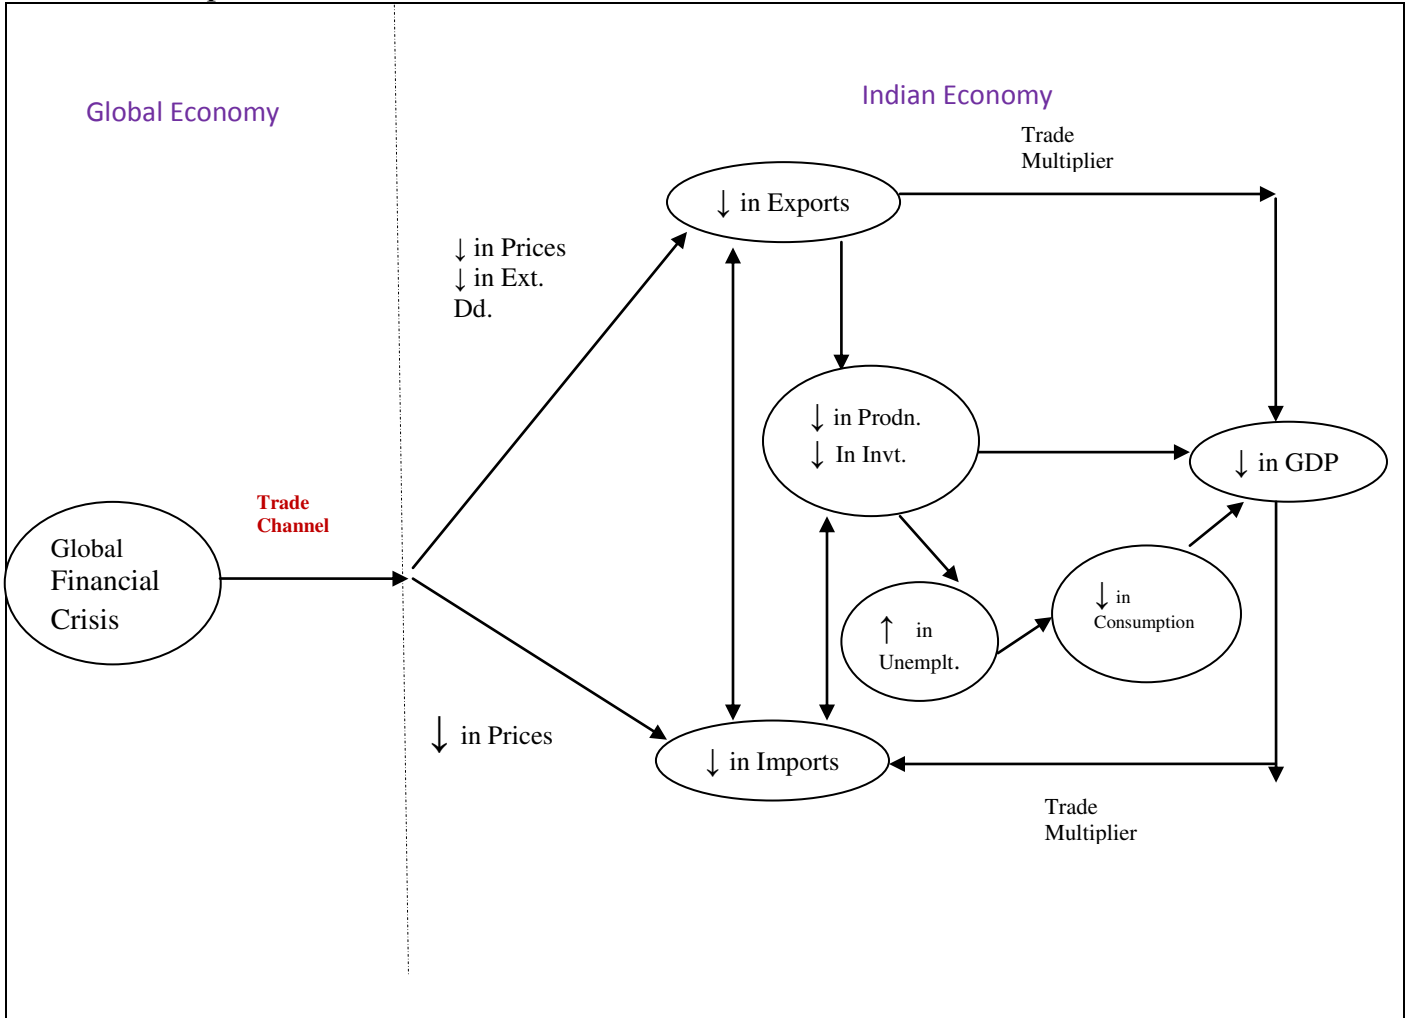 Global Economy
Indian Economy
Trade
Multiplier
↓ in Exports
↓ in Prices
↓ in Ext.
Dd.
↓ in Prodn.
↓ In Invt.
↓ in GDP
Trade
Channel
Global
Financial
Crisis
↑ in
Unemplt.
↓ in
Consumption
↓ in Prices
↓ in Imports
Trade
Multiplier